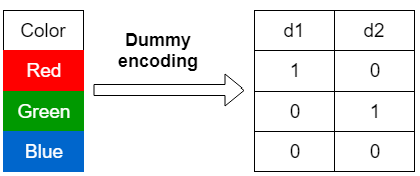 Color
Red
Green
Blue
Dummy
encoding
d1 d2
1 0
0 1
0 0